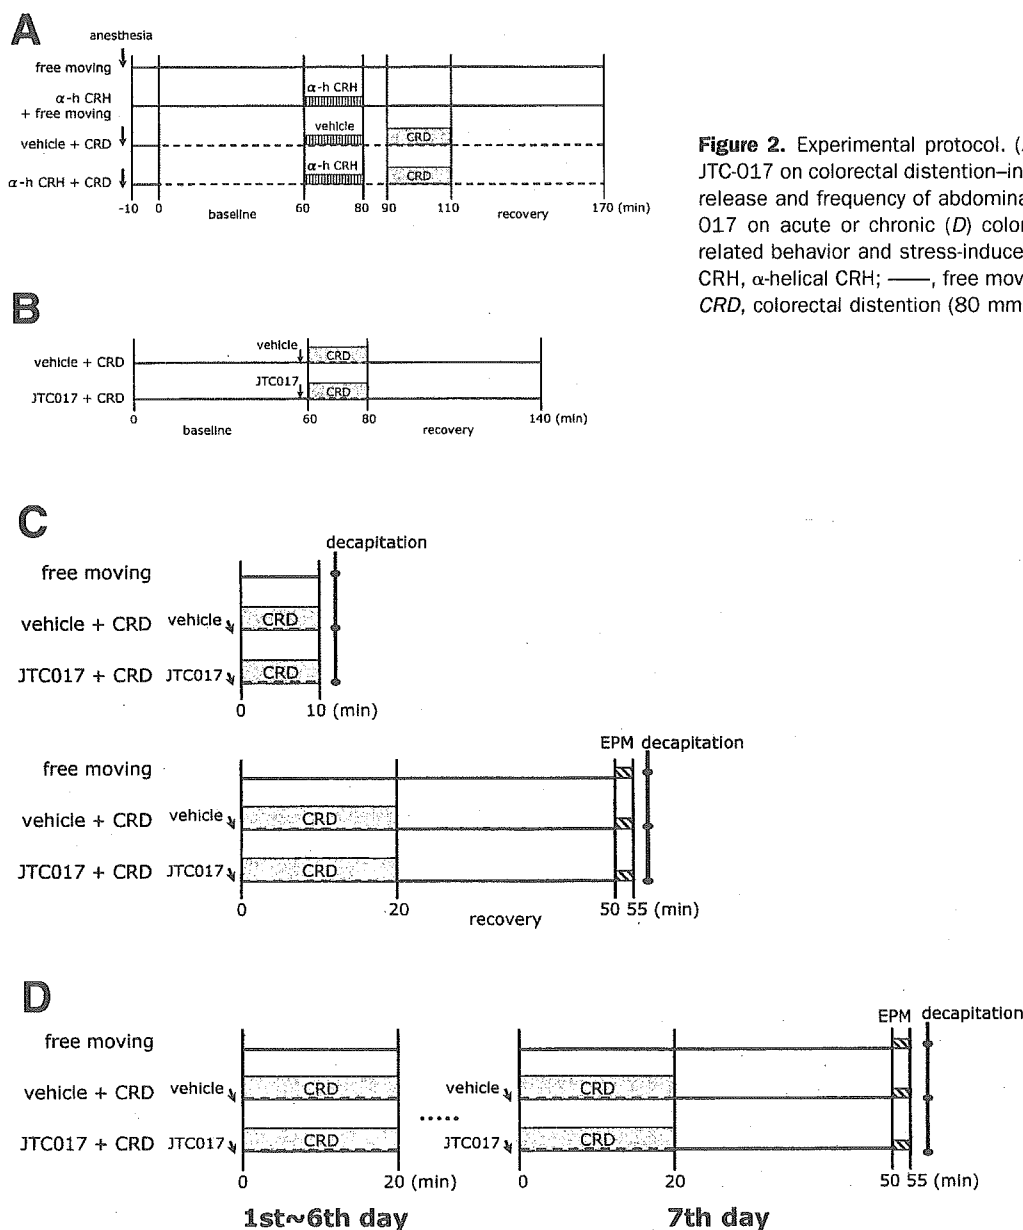 A
anesthesia
free moving
α-h CRH
α-h CRH
+ free moving
vehicle
vehicle + CRD
CRD
α-h CRH
α-h CRH + CRD
CRD
-10 0 60 80 90 110 170 (min)
baseline recovery
Figure 2. Experimental protocol. (
JTC-017 on colorectal distention–in
release and frequency of abdomina
017 on acute or chronic (D) color
related behavior and stress-induce
CRH, α-helical CRH; ——, free mov
CRD, colorectal distention (80 mm
B
vehicle
vehicle + CRD CRD
JTC017
JTC017 + CRD CRD
0 60 80 140 (min)
baseline recovery
C
decapitation
free moving
vehicle + CRD vehicle CRD
JTC017 + CRD JTC017 CRD
0 10 (min)
EPM decapitation
free moving
vehicle + CRD vehicle CRD
JTC017 + CRD JTC017 CRD
0 20 50 55 (min)
recovery
D
EPM decapitation
free moving
vehicle + CRD vehicle CRD vehicle CRD
.....
JTC017 + CRD JTC017 CRD JTC017 CRD
0 20 (min) 0 20 50 55 (min)
1st~6th day 7th day